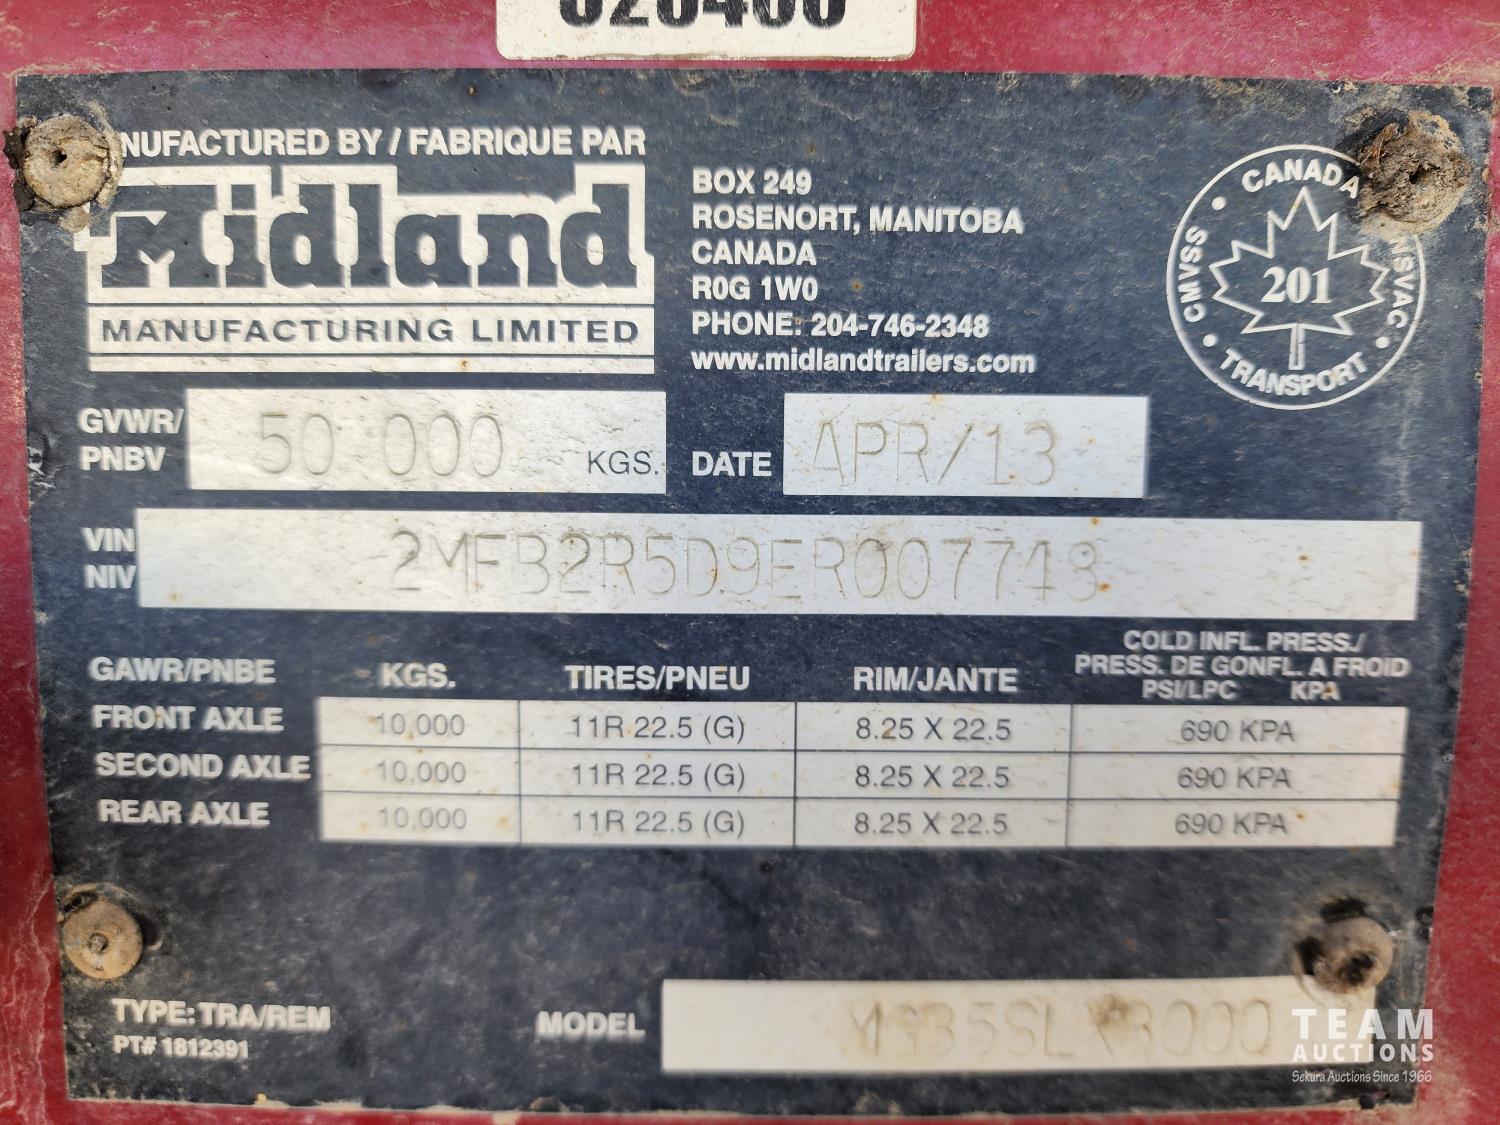 NUFACTURED BY / FABRIQUE PAR
Midland
MANUFACTURING LIMITED
BOX 249
ROSENORT, MANITOBA
CANADA
R0G 1W0
PHONE: 204-746-2348
www.midlandtrailers.com
CANADA
CMVSS 201 NSVAC
TRANSPORT
GVWR/ PNBV 50 000 KGS. DATE APR/13
VIN NIV 2MFB2R5D9ER007748
COLD INFL. PRESS./
GAWR/PNBE KGS. TIRES/PNEU RIM/JANTE PRESS. DE GONFL. A FROID
PSI/LPC KPA
FRONT AXLE 10,000 11R 22.5 (G) 8.25 X 22.5 690 KPA
SECOND AXLE 10,000 11R 22.5 (G) 8.25 X 22.5 690 KPA
REAR AXLE 10,000 11R 22.5 (G) 8.25 X 22.5 690 KPA
TYPE: TRA/REM
PT# 1812391
MODEL
TEAM
AUCTIONS
Sekura Auctions Since 1966